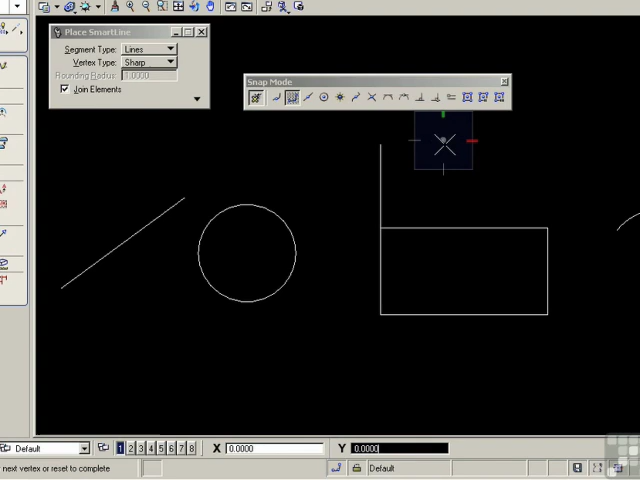 Place SmartLine
Segment Type: Lines
Vertex Type: Sharp
Rounding Radius: 1.0000
Join Elements
Snap Mode
Default 1 2 3 4 5 6 7 8 X 0.0000 Y 0.0000
next vertex or reset to complete Default